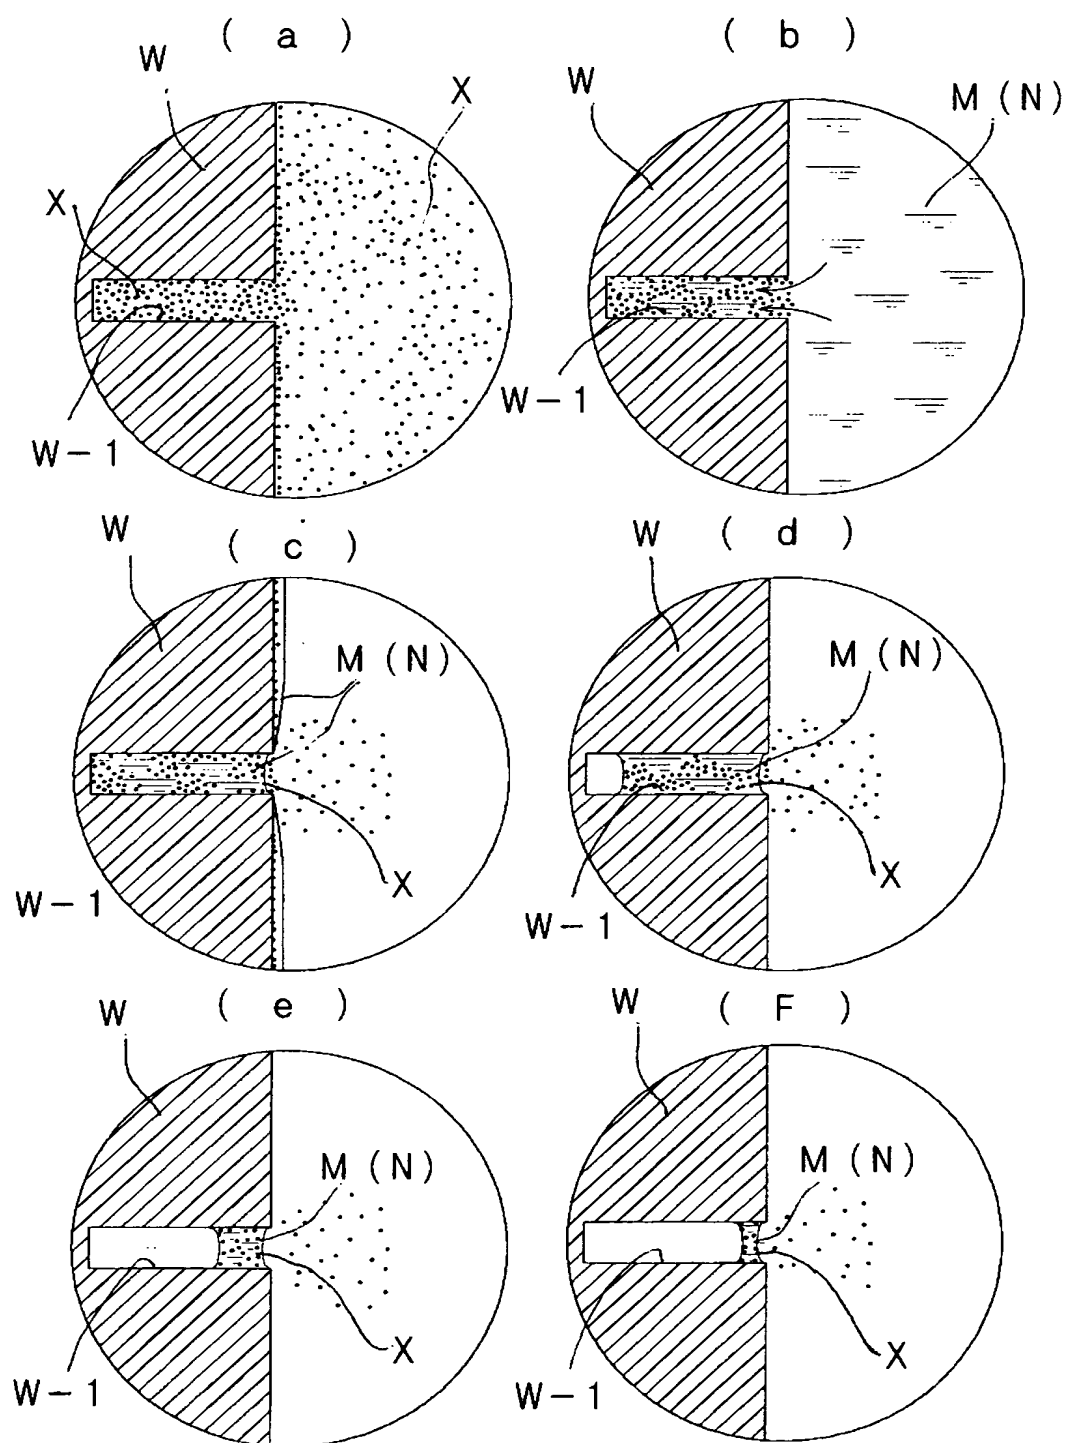 ( a )
W
X
X
W-1
( b )
W
M (N)
W-1
( c )
W
M (N)
X
W-1
( d )
W
M (N)
X
W-1
( e )
W
M (N)
X
W-1
( F )
W
M (N)
X
W-1